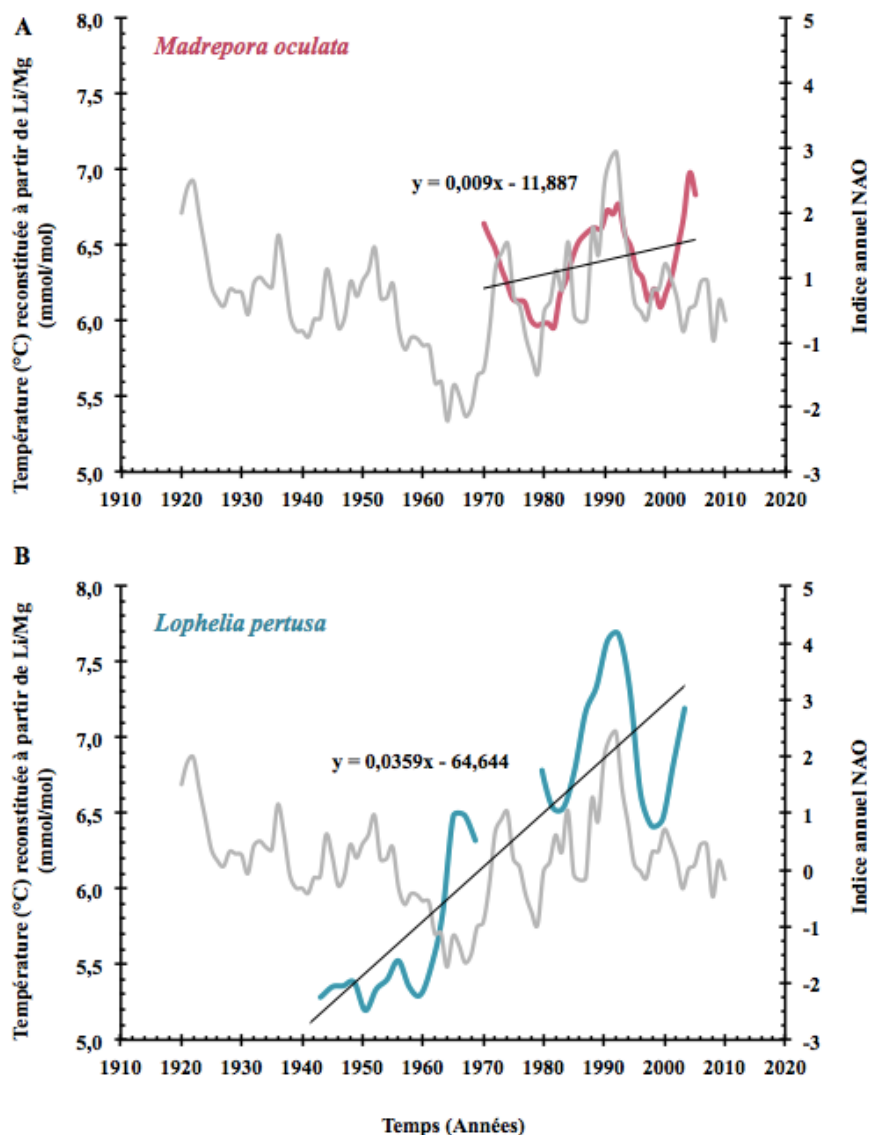 A
Madrepora oculata
y = 0,009x - 11,887
Température (°C) reconstituée à partir de Li/Mg
(mmol/mol)
8,0
7,5
7,0
6,5
6,0
5,5
5,0
5
4
3
2
1
-1
-2
-3
Indice annuel NAO
1910 1920 1930 1940 1950 1960 1970 1980 1990 2000 2010 2020
B
Lophelia pertusa
y = 0,0359x - 64,644
Température (°C) reconstituée à partir de Li/Mg
(mmol/mol)
8,0
7,5
7,0
6,5
6,0
5,5
5,0
5
4
3
2
1
0
-1
-2
-3
Indice annuel NAO
1910 1920 1930 1940 1950 1960 1970 1980 1990 2000 2010 2020
Temps (Années)